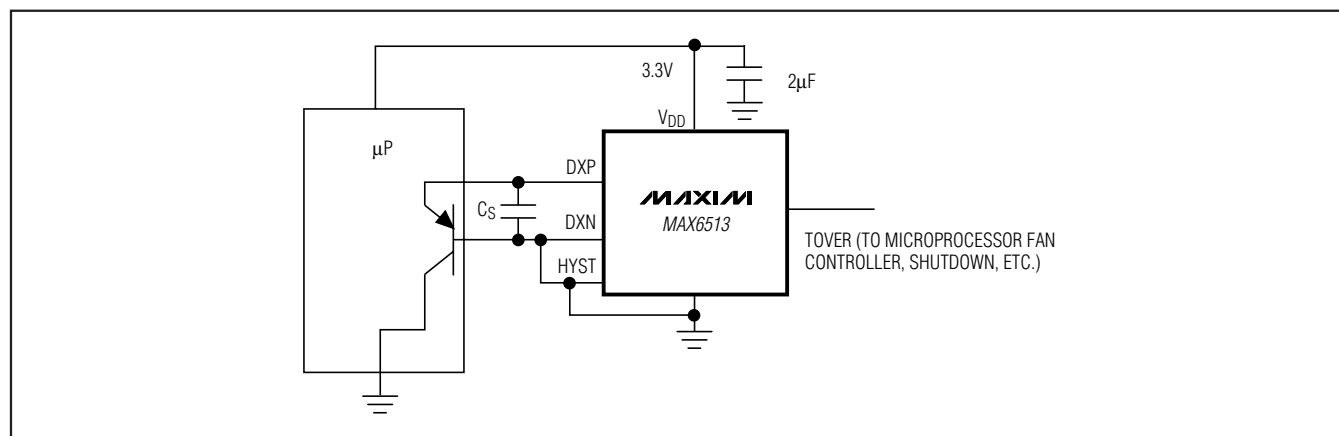 3.3V
2µF
V_DD
µP
DXP
MAXIM
MAX6513
C_S
DXN
HYST
TOVER (TO MICROPROCESSOR FAN
CONTROLLER, SHUTDOWN, ETC.)